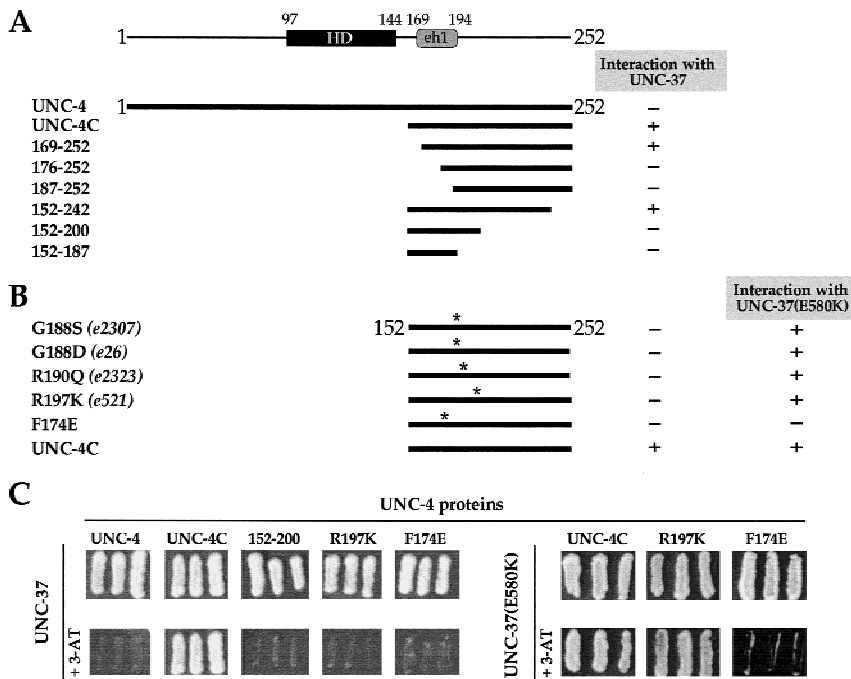 A
97 144 169 194
1 HD eh1 252
Interaction with
UNC-37
UNC-4 1 252 –
UNC-4C +
169-252 +
176-252 –
187-252 –
152-242 +
152-200 –
152-187 –
B
Interaction with
UNC-37(E580K)
G188S (e2307) 152 * 252 – +
G188D (e26) * – +
R190Q (e2323) * – +
R197K (e521) * – +
F174E * – –
UNC-4C + +
C
UNC-4 proteins
UNC-4 UNC-4C 152-200 R197K F174E UNC-4C R197K F174E
UNC-37
+ 3-AT
UNC-37(E580K)
+ 3-AT